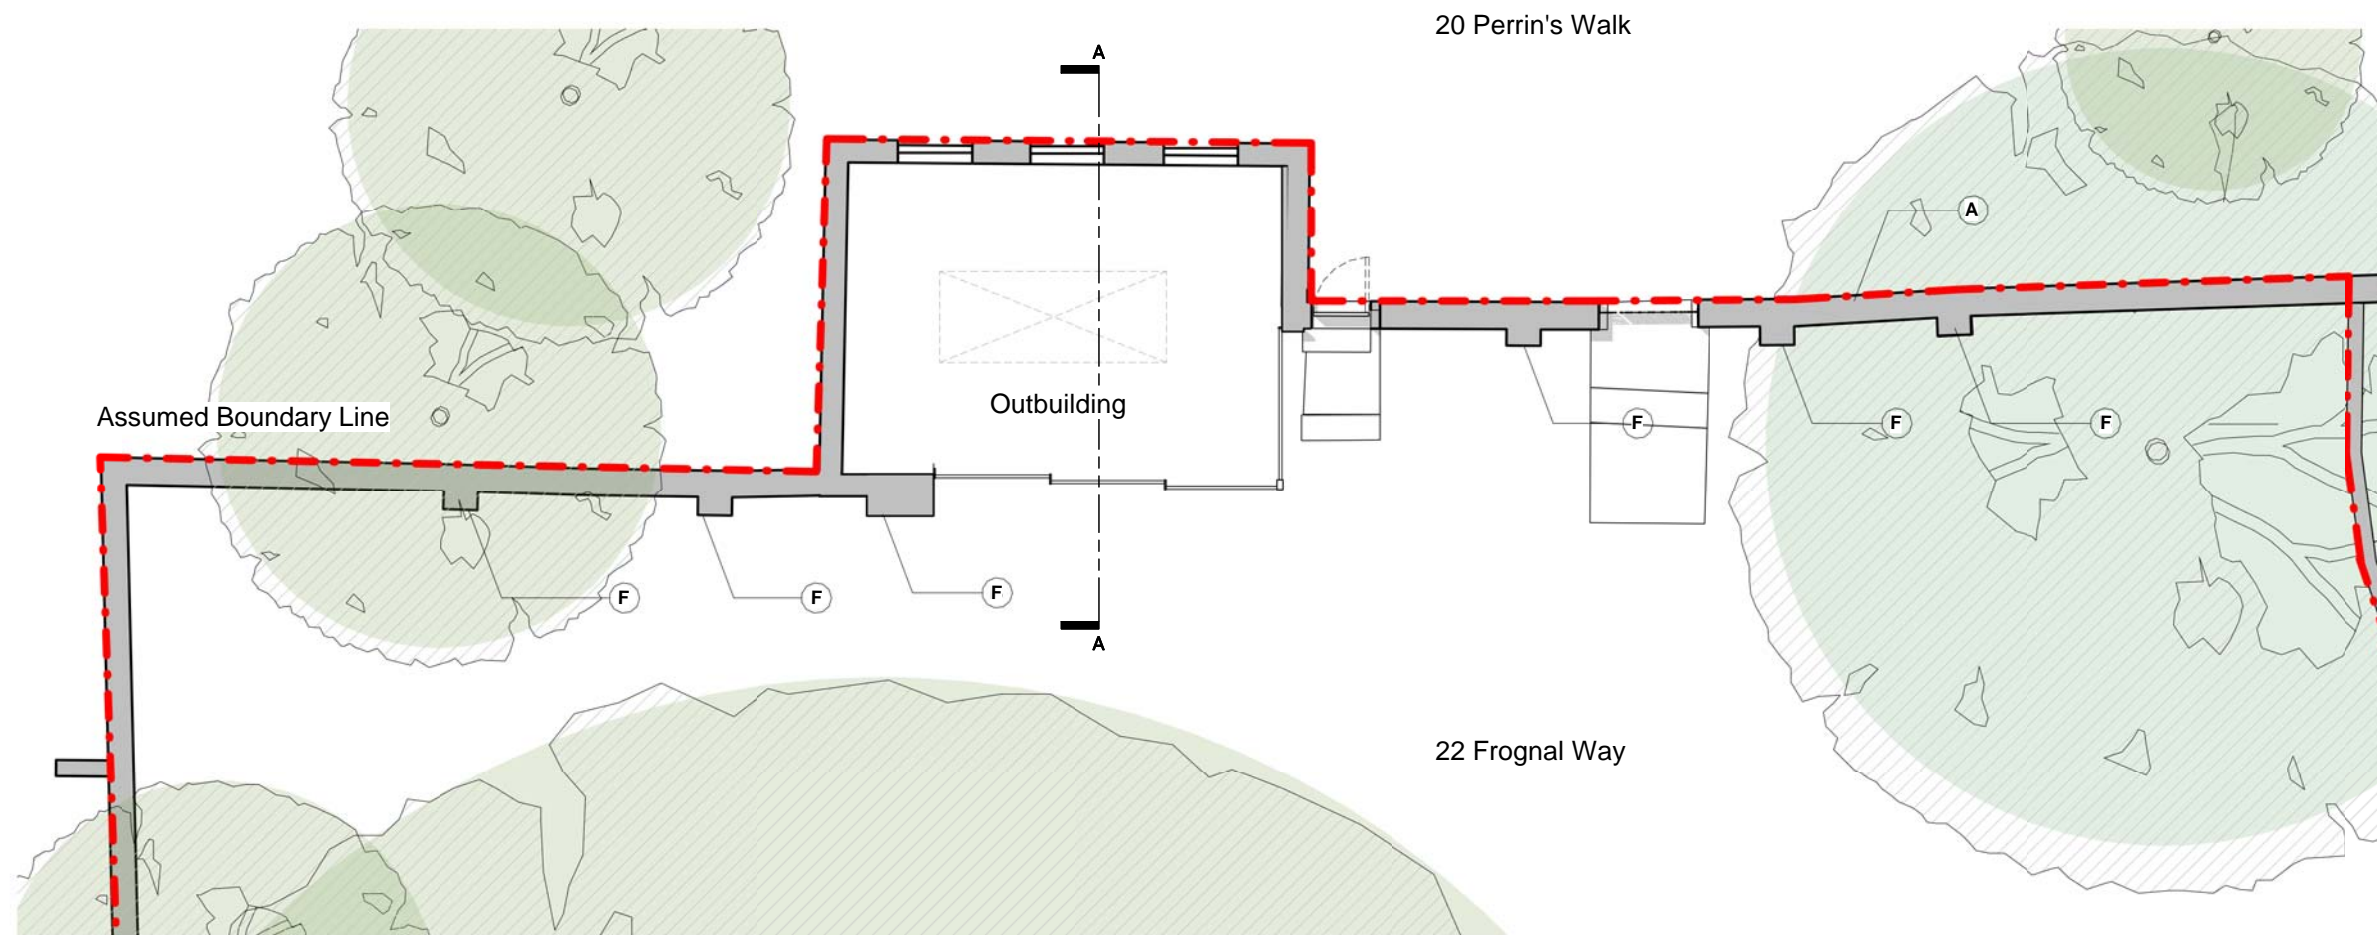 20 Perrin's Walk
A
A
Assumed Boundary Line
Outbuilding
F
F
F
F
F
F
A
22 Frognal Way